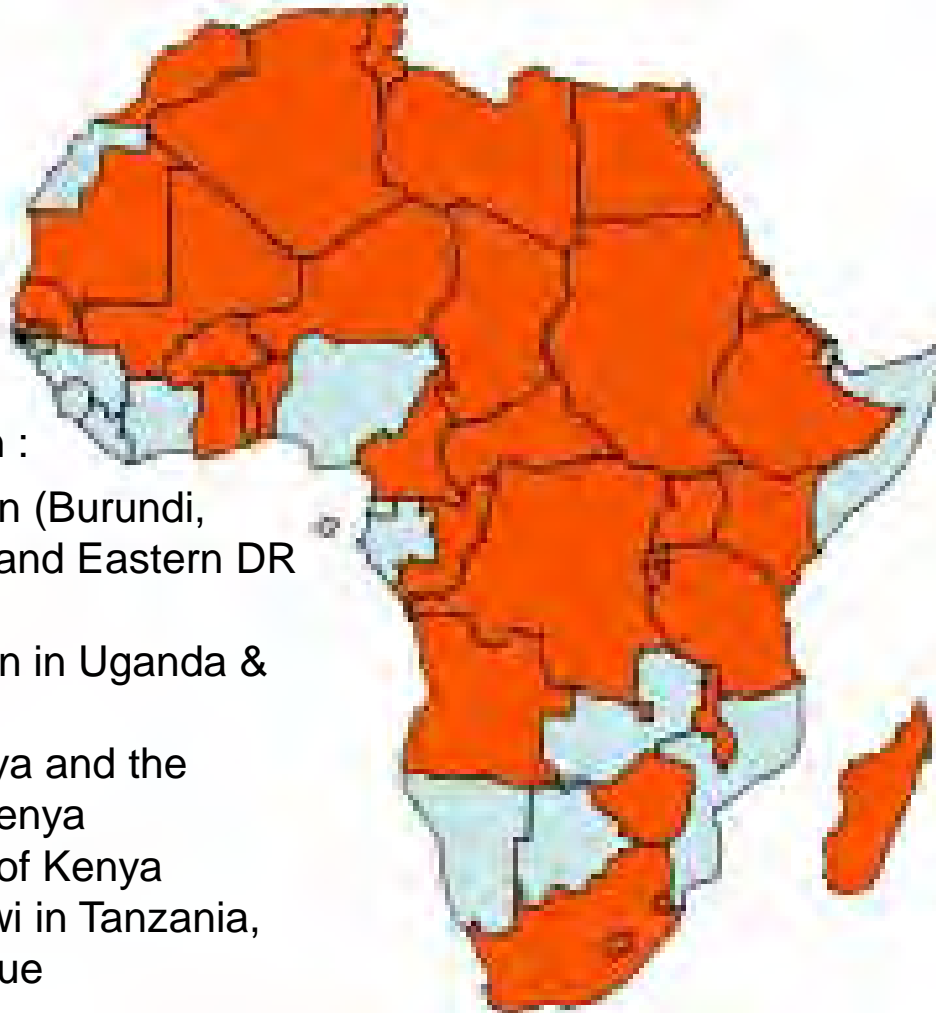 n :
n (Burundi,
and Eastern DR
n in Uganda &
ya and the
enya
of Kenya
wi in Tanzania,
ue